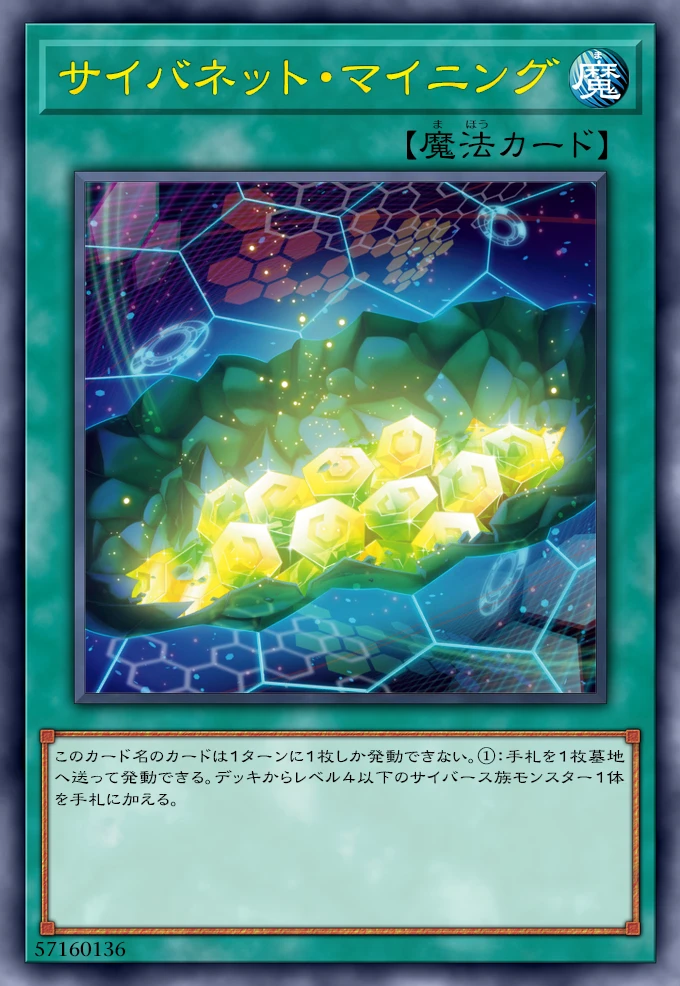 サイバネット・マイニング
魔
ま
【魔法カード】
ま ほう
このカード名のカードは1ターンに1枚しか発動できない。①：手札を1枚墓地
へ送って発動できる。デッキからレベル4以下のサイバース族モンスター1体
を手札に加える。
57160136